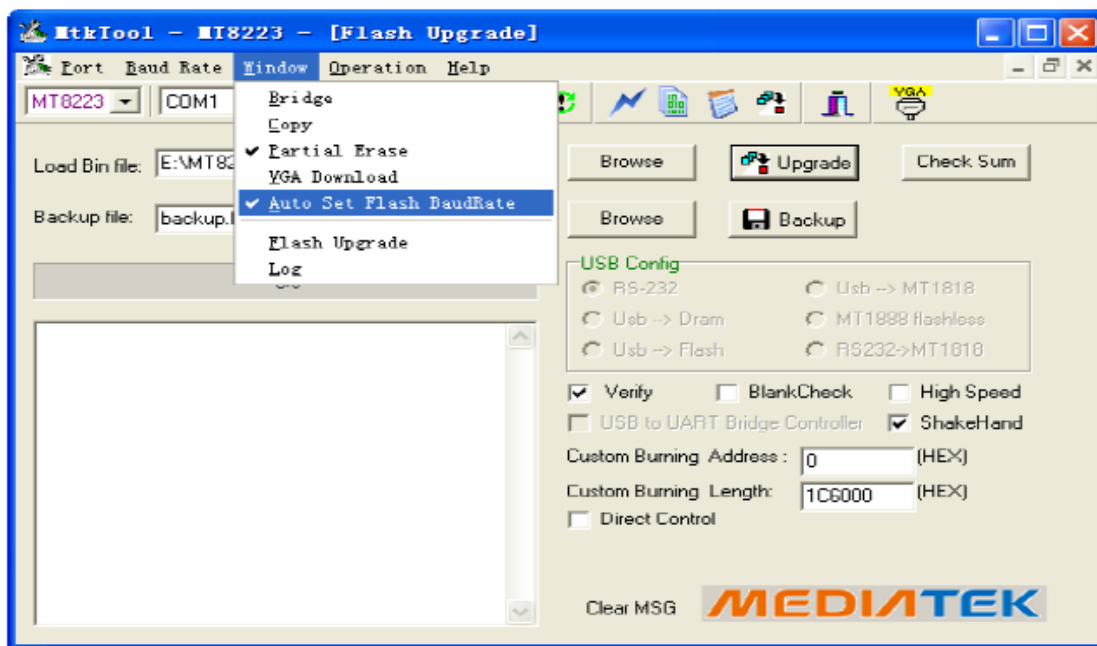 MtkTool - MT8223 - [Flash Upgrade]
Port Baud Rate Window Operation Help
MT8223 COM1 VGA
Bridge
Copy
Partial Erase
VGA Download
Auto Set Flash BaudRate
Flash Upgrade
Log
Load Bin file: E:\MT82 Browse Upgrade Check Sum
Backup file: backup. Browse Backup
USB Config
RS-232 Usb --> MT1818
Usb --> Dram MT1888 flashless
Usb --> Flash RS232->MT1818
Verify BlankCheck High Speed
USB to UART Bridge Controller ShakeHand
Custom Burning Address : 0 (HEX)
Custom Burning Length: 1C6000 (HEX)
Direct Control
Clear MSG MEDIATEK